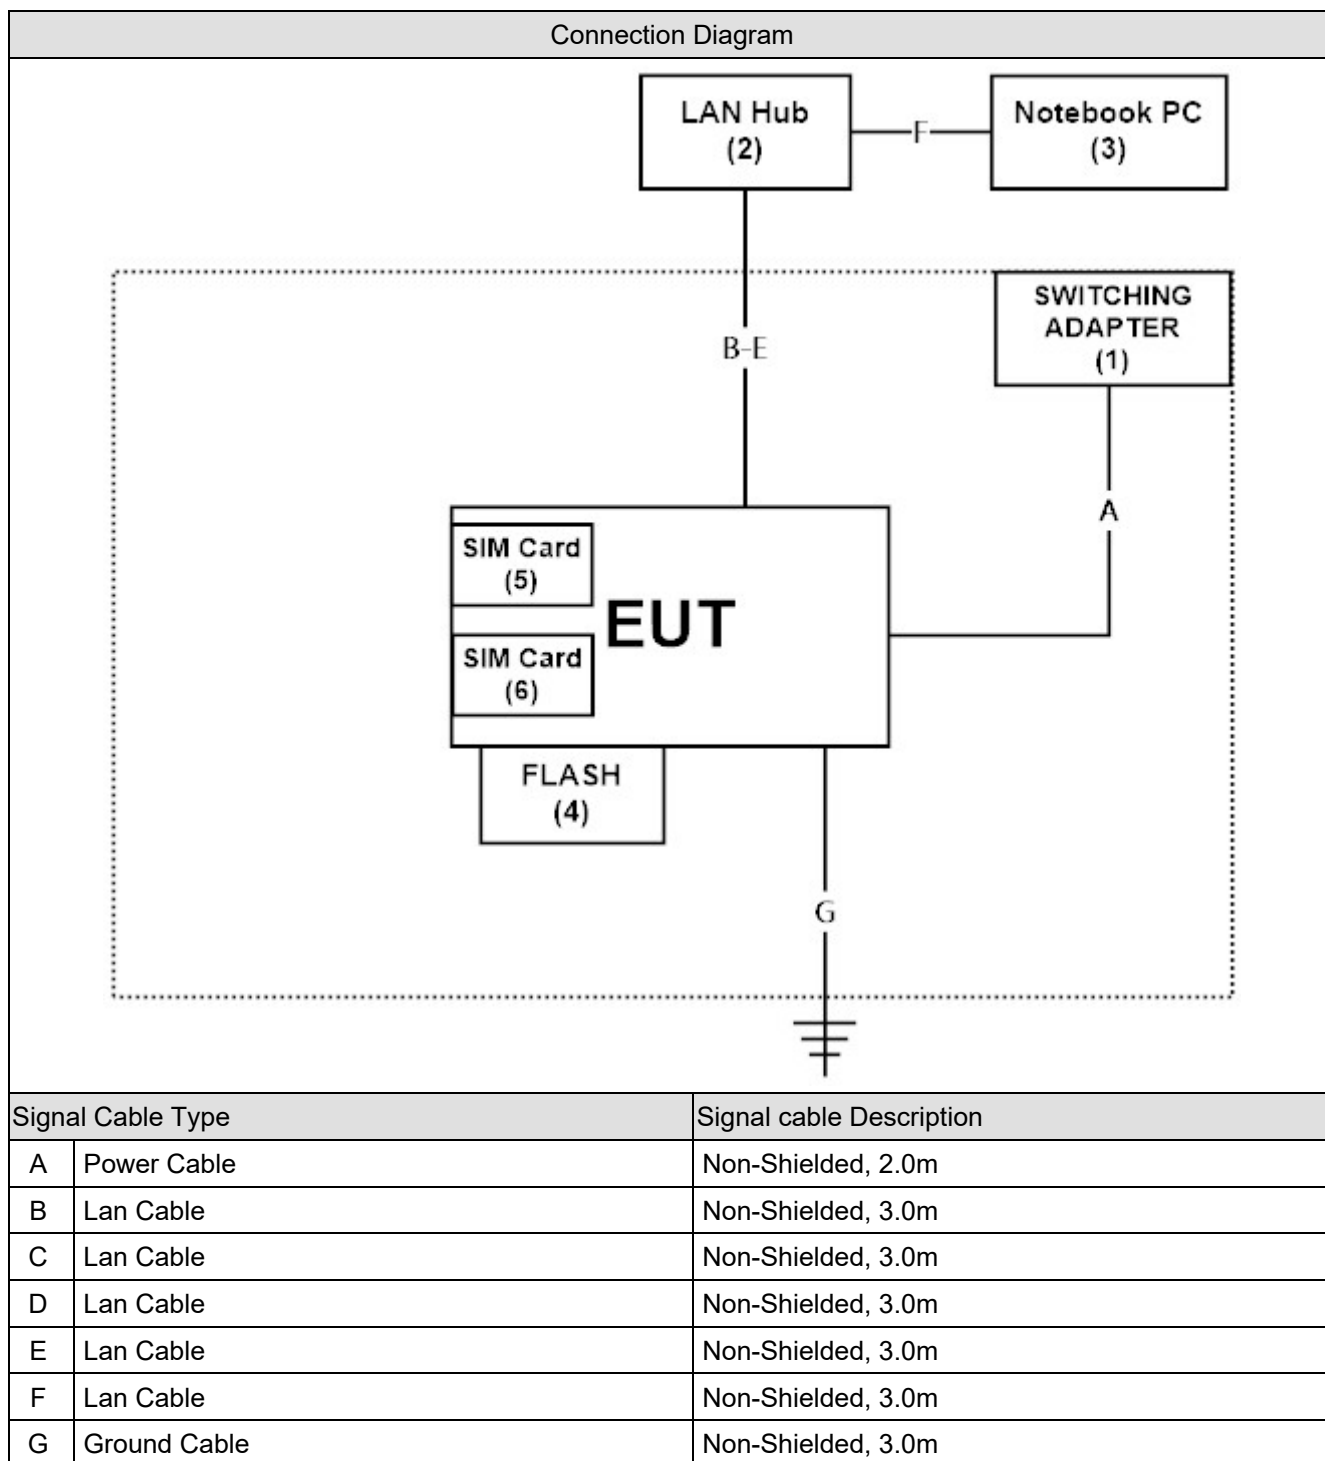 Connection Diagram
LAN Hub
(2)
F
Notebook PC
(3)
SWITCHING
ADAPTER
(1)
B-E
A
SIM Card
(5)
EUT
SIM Card
(6)
FLASH
(4)
G
Signal Cable Type Signal cable Description
A Power Cable Non-Shielded, 2.0m
B Lan Cable Non-Shielded, 3.0m
C Lan Cable Non-Shielded, 3.0m
D Lan Cable Non-Shielded, 3.0m
E Lan Cable Non-Shielded, 3.0m
F Lan Cable Non-Shielded, 3.0m
G Ground Cable Non-Shielded, 3.0m